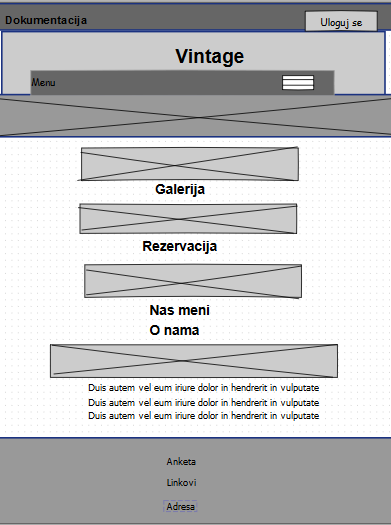 Dokumentacija
Uloguj se
Vintage
Menu
Galerija
Rezervacija
Nas meni
O nama
Duis autem vel eum iriure dolor in hendrerit in vulputate
Duis autem vel eum iriure dolor in hendrerit in vulputate
Duis autem vel eum iriure dolor in hendrerit in vulputate
Anketa
Linkovi
Adresa